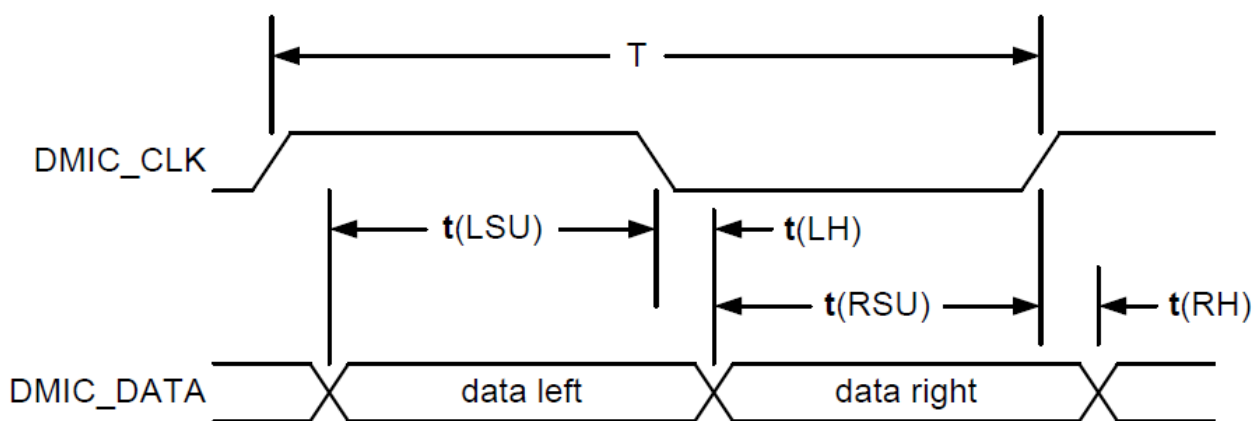 T
DMIC_CLK
t(LSU)
t(LH)
t(RSU)
t(RH)
DMIC_DATA
data left
data right